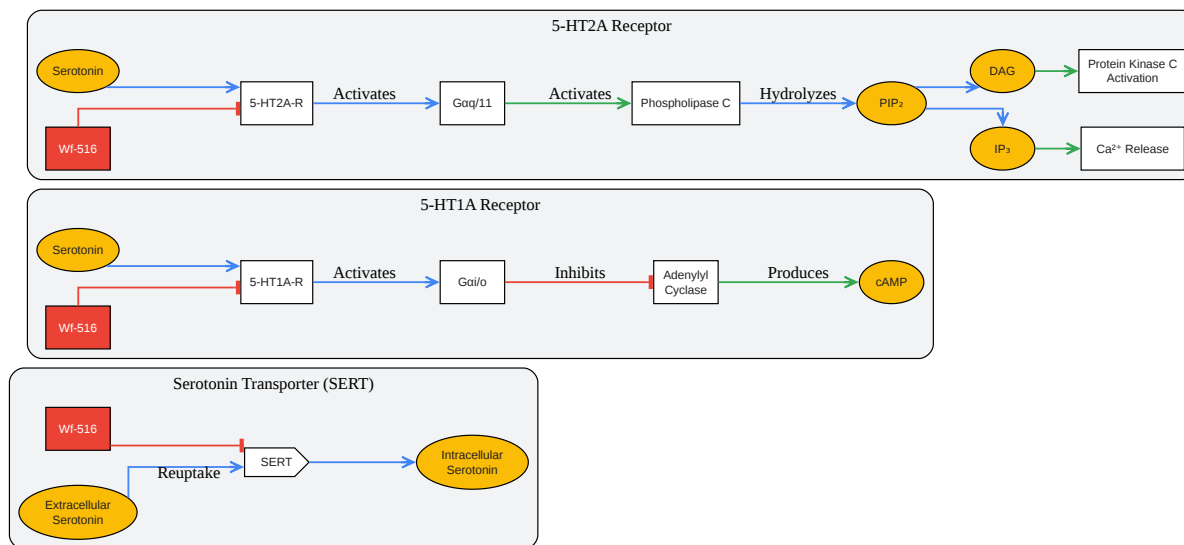 5-HT2A Receptor
Serotonin
Wf-516
5-HT2A-R
Activates
Gαq/11
Activates
Phospholipase C
Hydrolyzes
PIP₂
DAG
IP₃
Protein Kinase C
Activation
Ca²⁺ Release
5-HT1A Receptor
Serotonin
Wf-516
5-HT1A-R
Activates
Gαi/o
Inhibits
Adenylyl
Cyclase
Produces
cAMP
Serotonin Transporter (SERT)
Wf-516
Extracellular
Serotonin
Reuptake
SERT
Intracellular
Serotonin